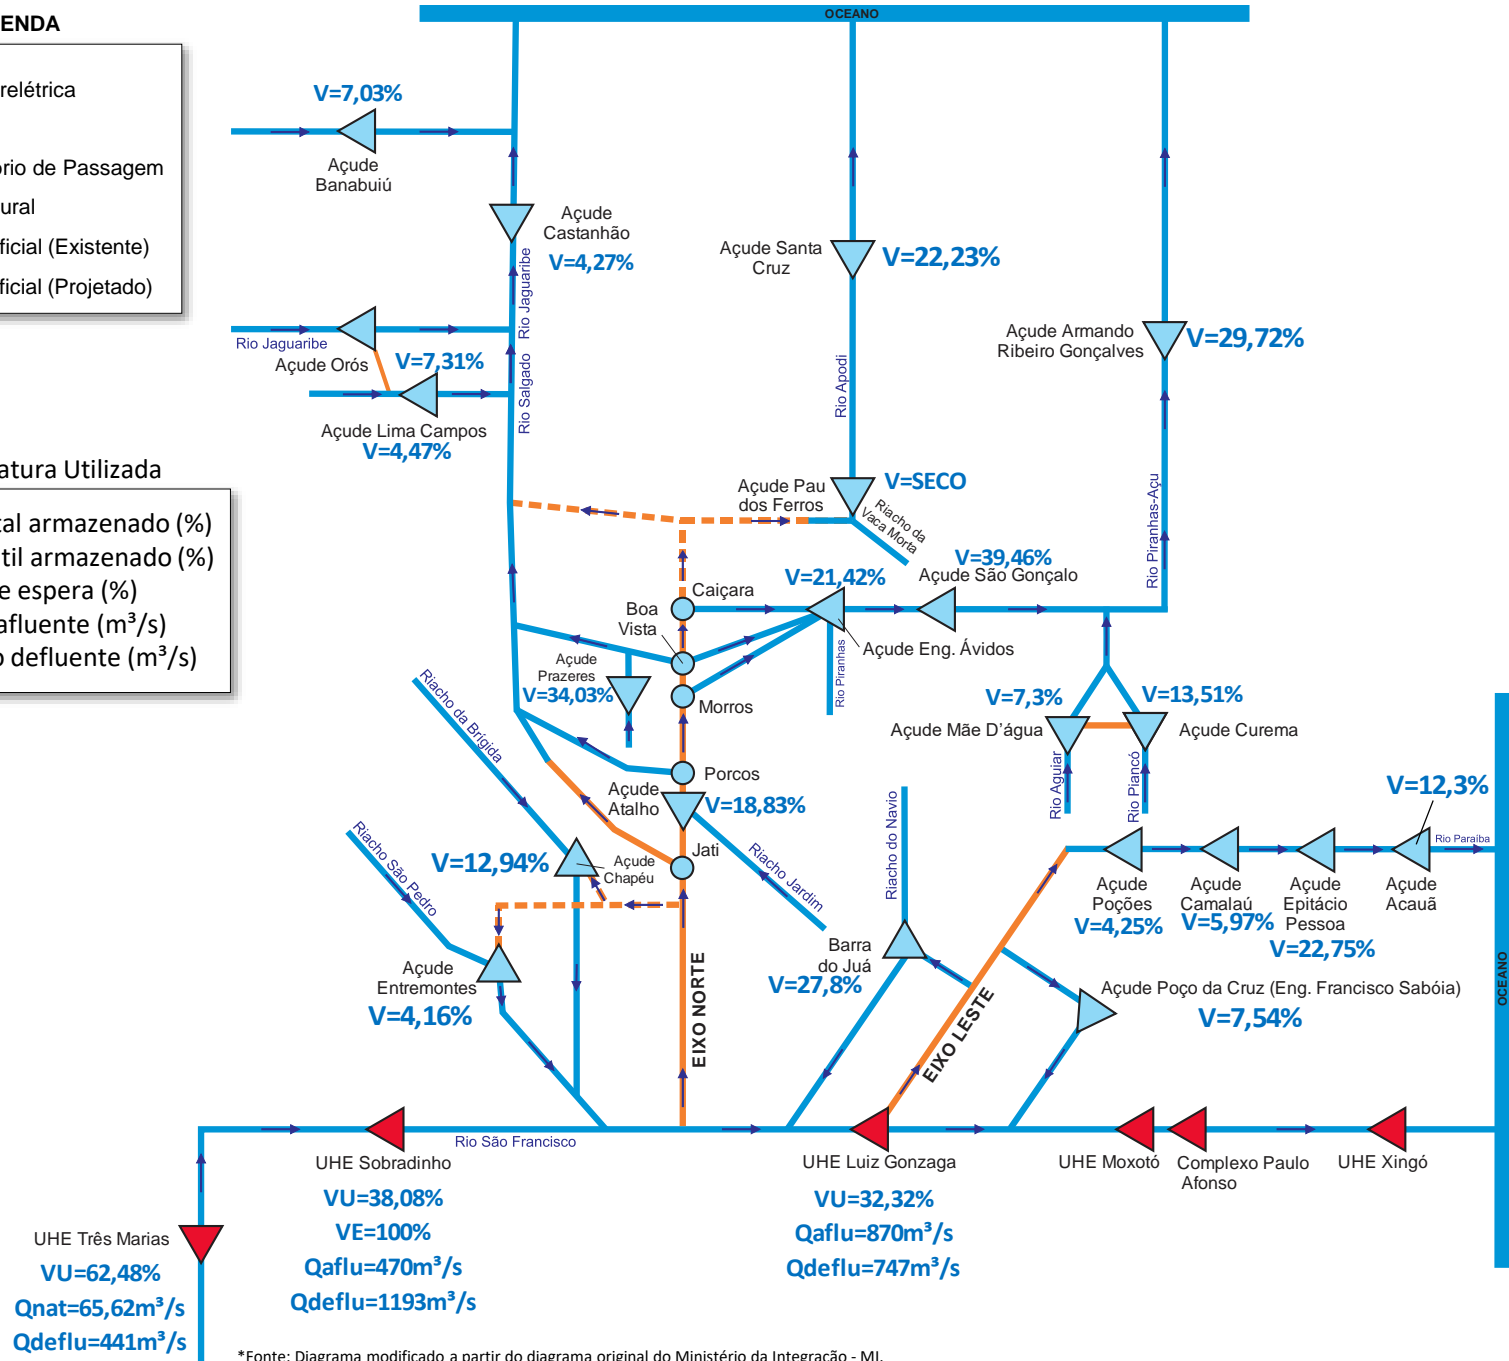 OCEANO
ENDA
relétrica
rio de Passagem
ural
ficial (Existente)
ficial (Projetado)
V=7,03%
Açude
Banabuiú
Açude
Castanhão
V=4,27%
Rio Jaguaribe
Açude Santa
Cruz
V=22,23%
Açude Armando
Ribeiro Gonçalves
V=29,72%
Rio Jaguaribe
Açude Orós
V=7,31%
Rio Salgado
Rio Apodi
Açude Lima Campos
V=4,47%
atura Utilizada
tal armazenado (%)
til armazenado (%)
e espera (%)
afluente (m³/s)
o defluente (m³/s)
Açude Pau
dos Ferros
V=SECO
Riacho da
Vaca Morta
Rio Piranhas-Açu
V=39,46%
Açude São Gonçalo
V=21,42%
Caiçara
Boa
Vista
Açude Eng. Ávidos
Rio Piranhas
Açude
Prazeres
V=34,03%
Morros
Riacho da Brígida
V=7,3%
Açude Mãe D'água
V=13,51%
Açude Curema
Rio Aguiar
Rio Piancó
Porcos
Açude
Atalho
V=18,83%
Jati
Riacho Jardim
Riacho do Navio
V=12,3%
Rio Paraíba
Riacho São Pedro
V=12,94%
Açude
Chapéu
Açude
Poções
V=4,25%
Açude
Camalaú
V=5,97%
Açude
Epitácio
Pessoa
V=22,75%
Açude
Acauã
Barra
do Juá
V=27,8%
Açude
Entremontes
V=4,16%
EIXO NORTE
EIXO LESTE
Açude Poço da Cruz (Eng. Francisco Sabóia)
V=7,54%
OCEANO
Rio São Francisco
UHE Sobradinho
VU=38,08%
VE=100%
Qaflu=470m³/s
Qdeflu=1193m³/s
UHE Luiz Gonzaga
VU=32,32%
Qaflu=870m³/s
Qdeflu=747m³/s
UHE Moxotó
Complexo Paulo
Afonso
UHE Xingó
UHE Três Marias
VU=62,48%
Qnat=65,62m³/s
Qdeflu=441m³/s
*Fonte: Diagrama modificado a partir do diagrama original do Ministério da Integração - MI.